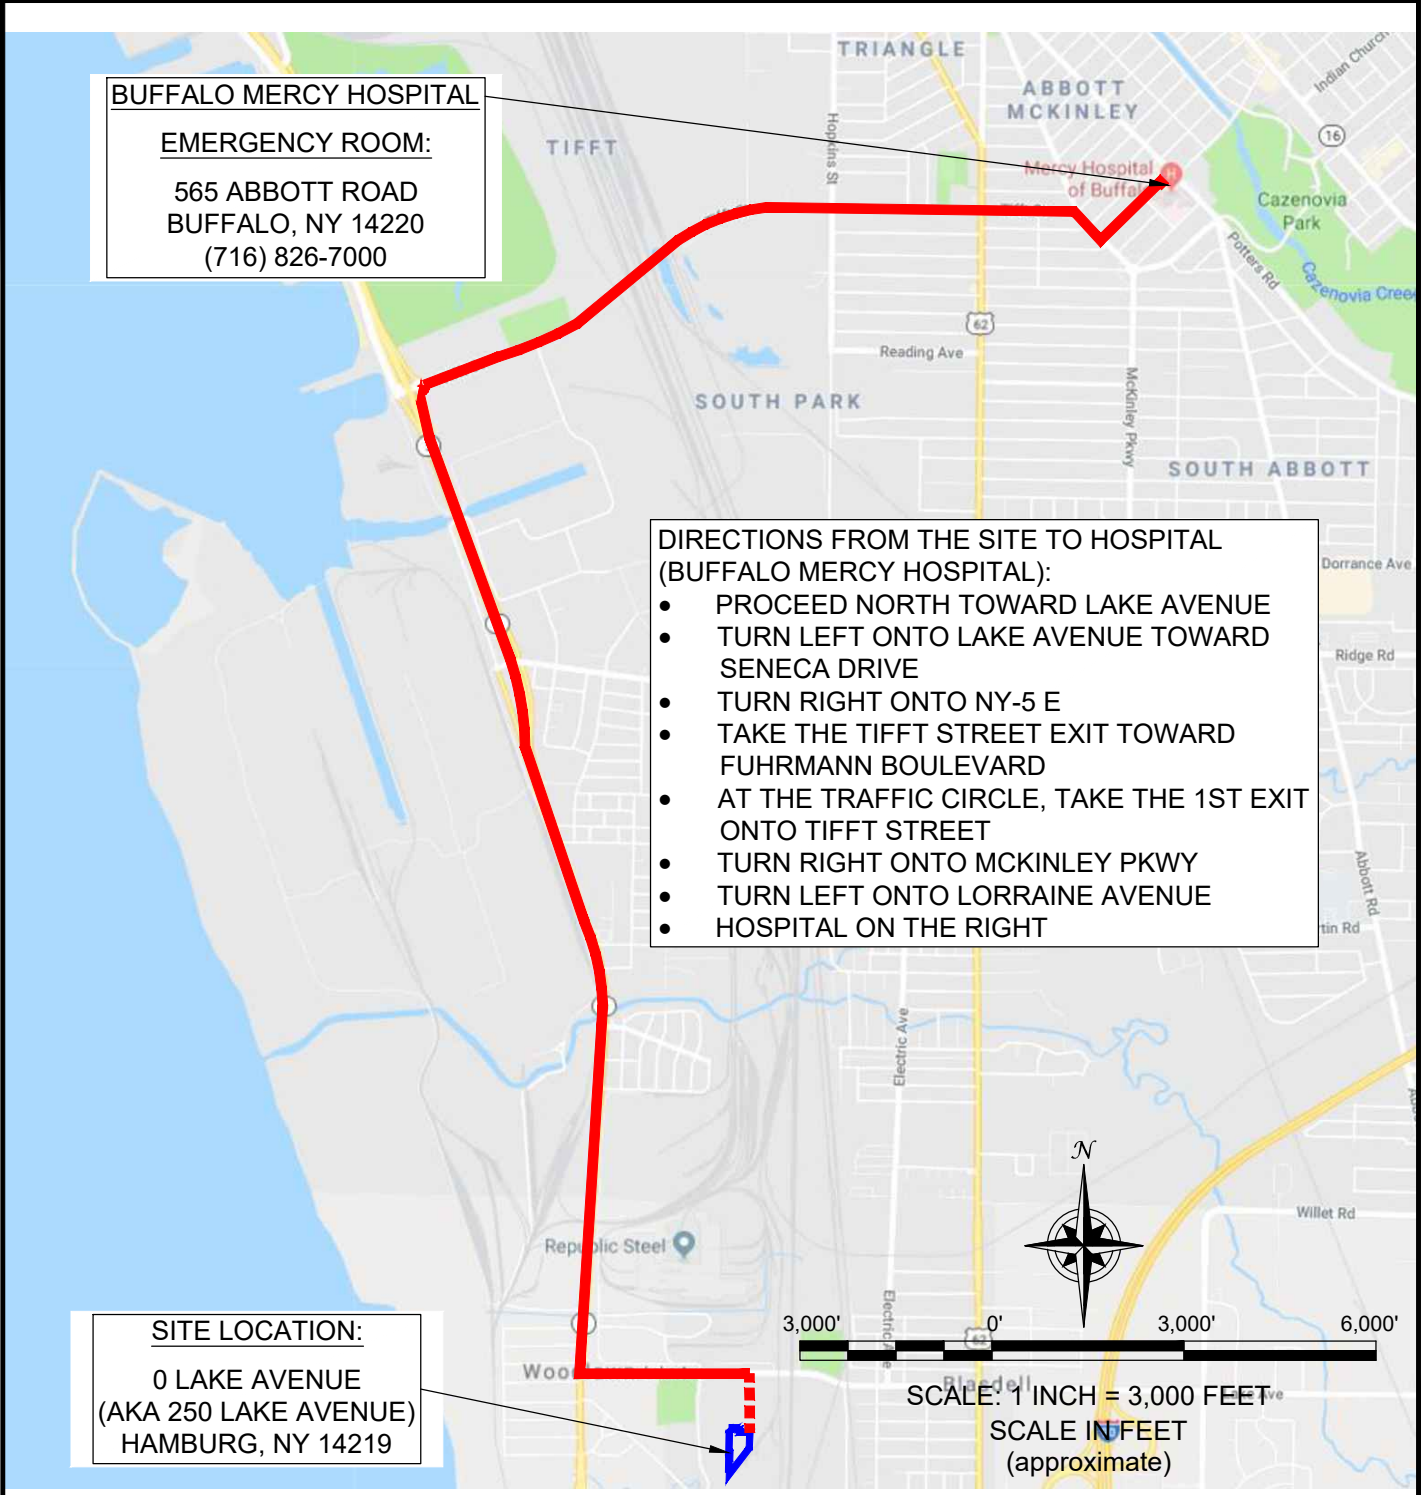 BUFFALO MERCY HOSPITAL
EMERGENCY ROOM:
565 ABBOTT ROAD
BUFFALO, NY 14220
(716) 826-7000
TRIANGLE
ABBOTT
MCKINLEY
Indian Church
16
TIFFT
Hopkins St
Mercy Hospital
of Buffalo
H
Cazenovia
Park
Potters Rd
Cazenovia Cree
62
Reading Ave
McKinley Pkwy
SOUTH PARK
SOUTH ABBOTT
DIRECTIONS FROM THE SITE TO HOSPITAL
(BUFFALO MERCY HOSPITAL):
• PROCEED NORTH TOWARD LAKE AVENUE
• TURN LEFT ONTO LAKE AVENUE TOWARD
SENECA DRIVE
• TURN RIGHT ONTO NY-5 E
• TAKE THE TIFFT STREET EXIT TOWARD
FUHRMANN BOULEVARD
• AT THE TRAFFIC CIRCLE, TAKE THE 1ST EXIT
ONTO TIFFT STREET
• TURN RIGHT ONTO MCKINLEY PKWY
• TURN LEFT ONTO LORRAINE AVENUE
• HOSPITAL ON THE RIGHT
Dorrance Ave
Ridge Rd
Abbott Rd
tin Rd
Electric Ave
N
Willet Rd
Republic Steel
Electric Ave
62
3,000' 0' 3,000' 6,000'
Blasdell
SCALE: 1 INCH = 3,000 FEET
SCALE IN FEET
(approximate)
SITE LOCATION:
0 LAKE AVENUE
(AKA 250 LAKE AVENUE)
HAMBURG, NY 14219